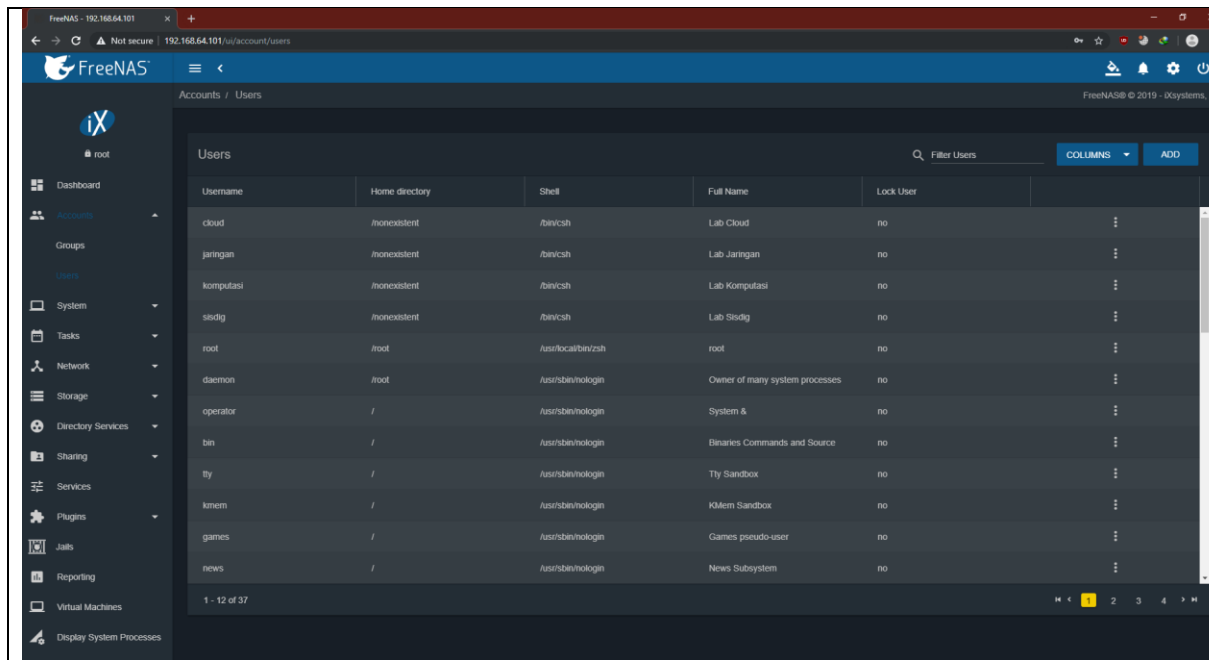 FreeNAS - 192.168.64.101
Not secure | 192.168.64.101/ui/account/users
FreeNAS
Accounts / Users
FreeNAS® © 2019 - iXsystems,
iX
root
Dashboard
Accounts
Groups
Users
System
Tasks
Network
Storage
Directory Services
Sharing
Services
Plugins
Jails
Reporting
Virtual Machines
Display System Processes
Users
Filter Users
COLUMNS
ADD
Username Home directory Shell Full Name Lock User
cloud /nonexistent /bin/csh Lab Cloud no
jaringan /nonexistent /bin/csh Lab Jaringan no
komputasi /nonexistent /bin/csh Lab Komputasi no
sisdig /nonexistent /bin/csh Lab Sisdig no
root /root /usr/local/bin/zsh root no
daemon /root /usr/sbin/nologin Owner of many system processes no
operator / /usr/sbin/nologin System & no
bin / /usr/sbin/nologin Binaries Commands and Source no
tty / /usr/sbin/nologin Tty Sandbox no
kmem / /usr/sbin/nologin KMem Sandbox no
games / /usr/sbin/nologin Games pseudo-user no
news / /usr/sbin/nologin News Subsystem no
1 - 12 of 37
1 2 3 4